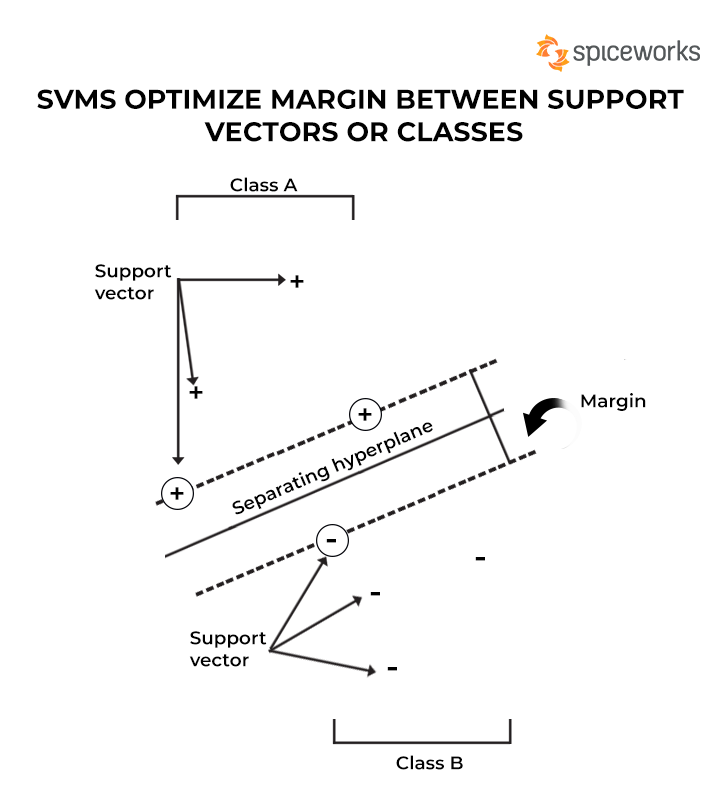 spiceworks
SVMS OPTIMIZE MARGIN BETWEEN SUPPORT
VECTORS OR CLASSES
Class A
Support
vector
+
+
+
Margin
Separating hyperplane
+
-
-
-
Support
vector
-
Class B